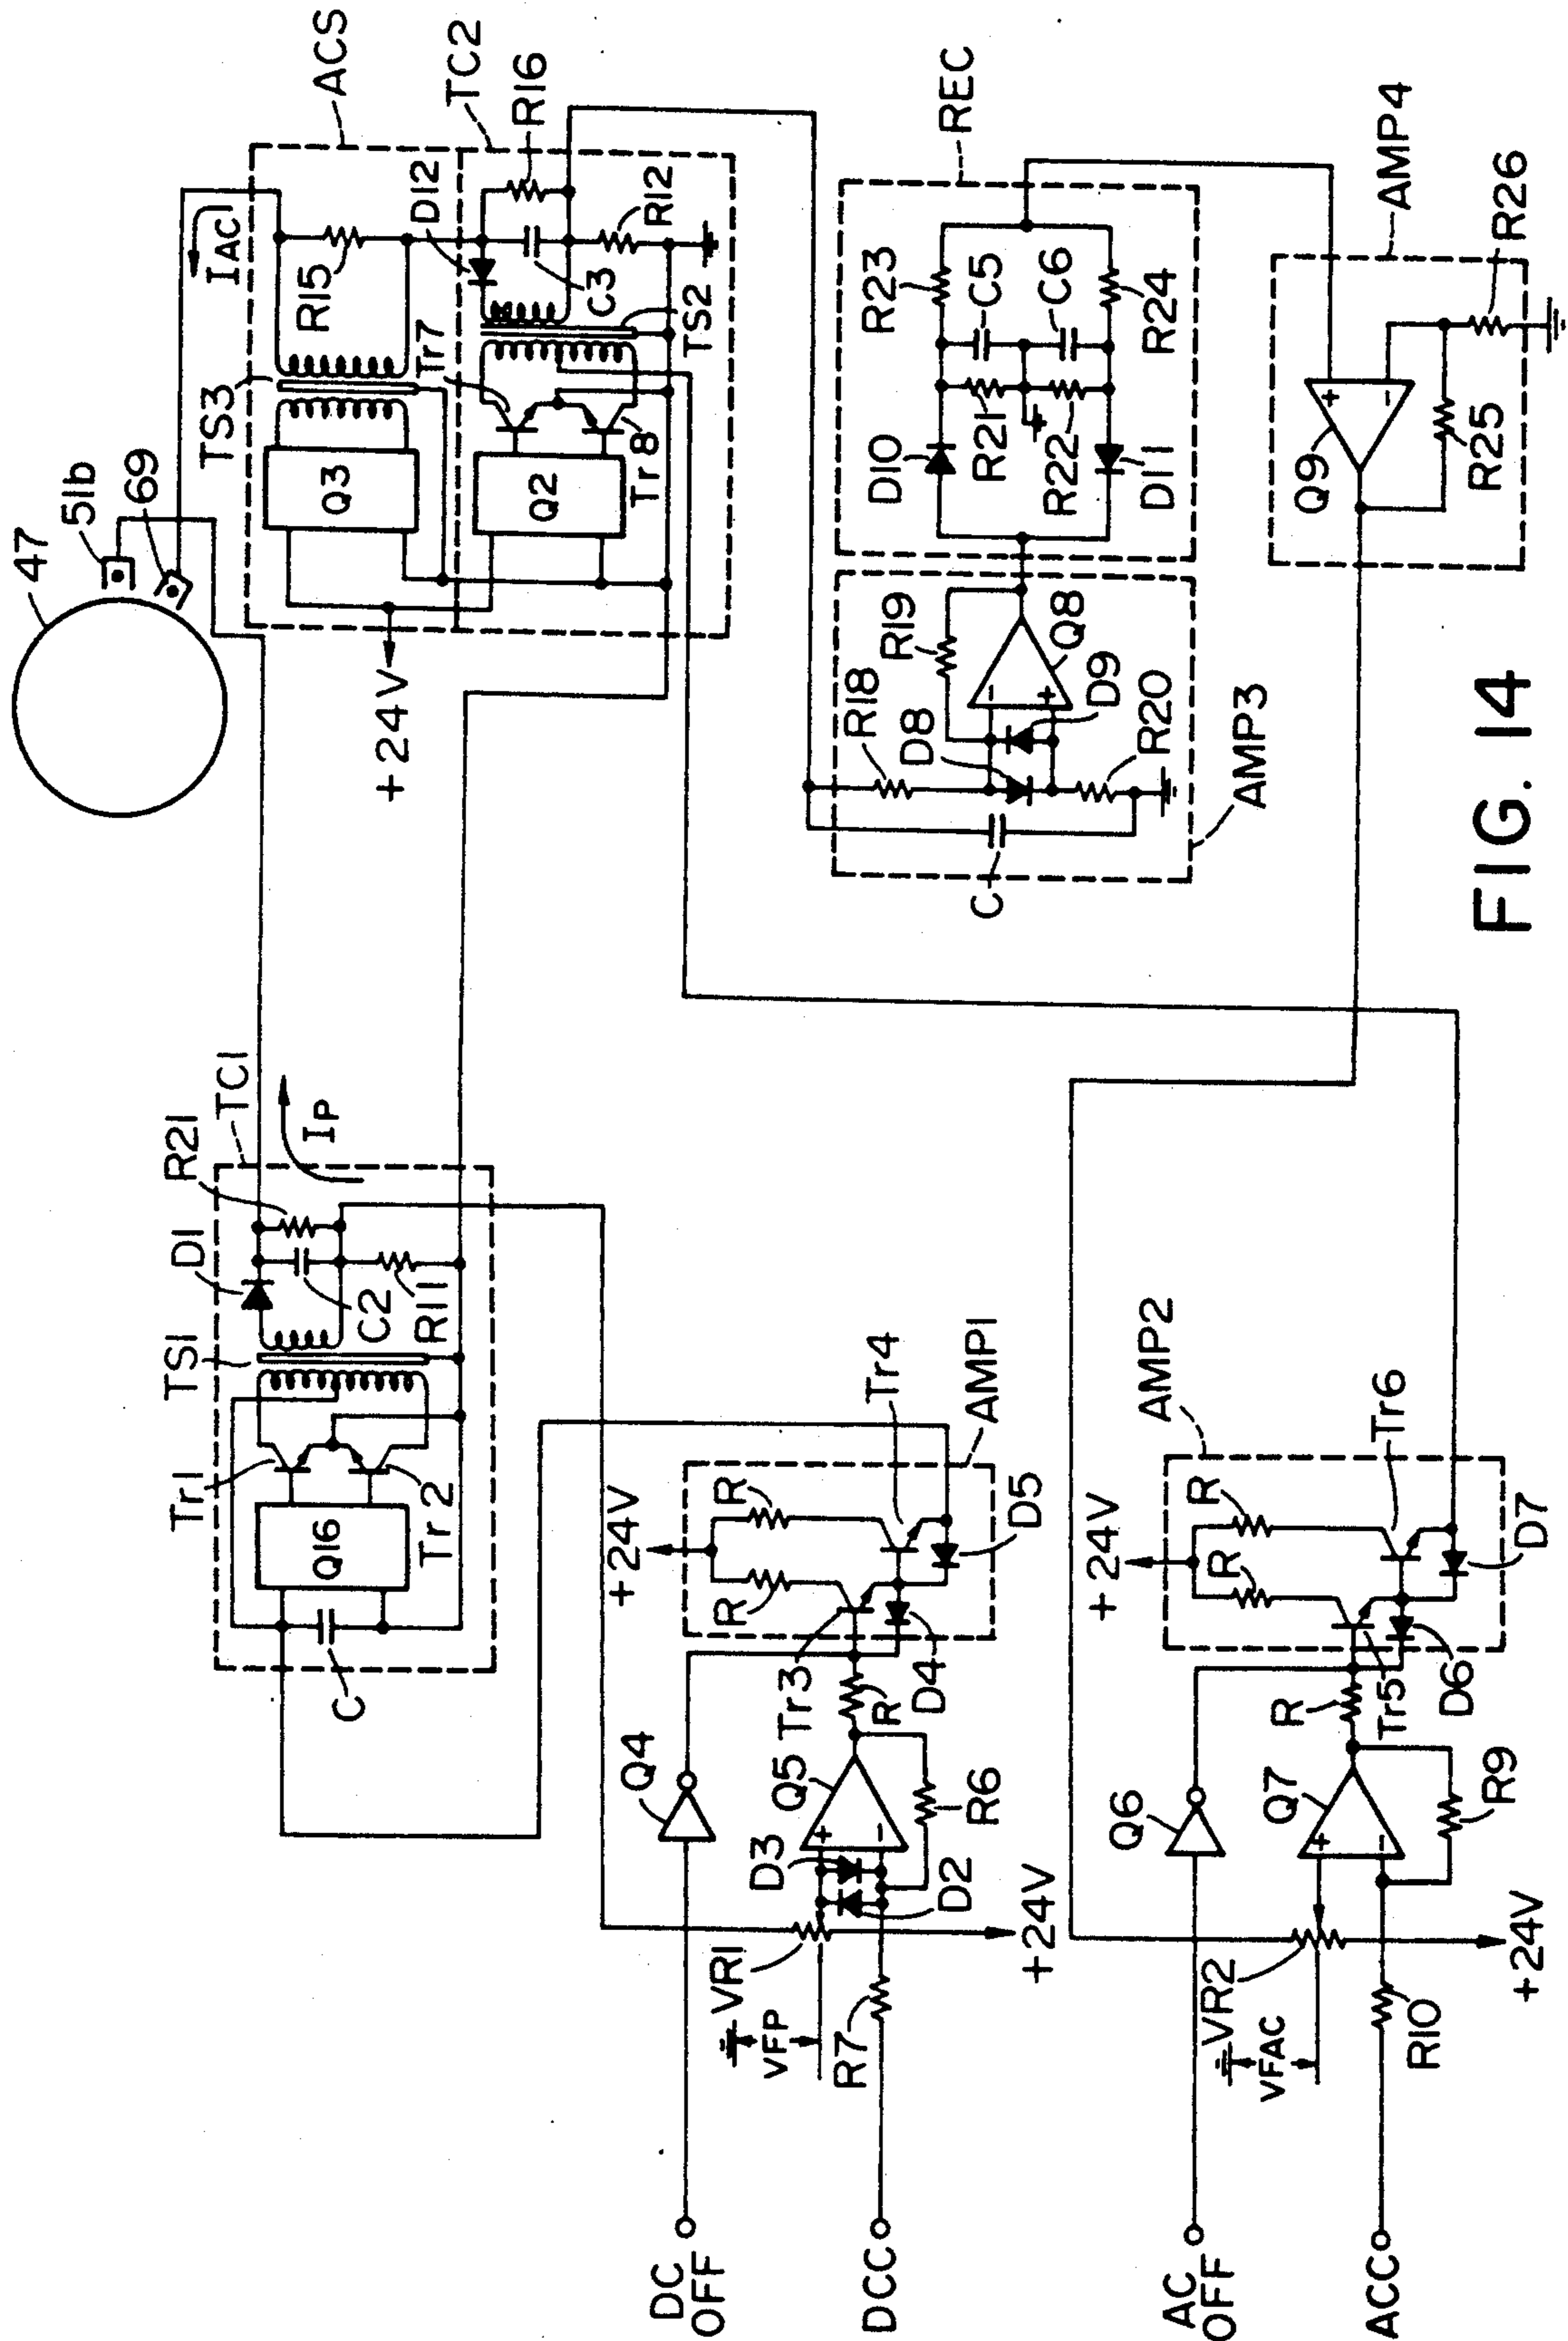 47
51b
69
IAC
ACS
TS3
Q3
R15
+24V
D12
TC2
R16
Tr7
Q2
Tr8
C3
R12
TS2
TC1
IP
R21
D1
TS1
Tr1
Q16
Tr2
C2
R11
C
REC
R23
D10
C5
R21
C6
R22
R24
D11
R19
Q8
R18
D9
D8
R20
C
AMP3
AMP4
Q9
R26
R25
+24V
R
R
Tr4
AMP1
D5
Q4
Tr3
R
D4
Q5
D3
D2
R6
VR1
VFP
R7
+24V
DC
OFF
DCC
AMP2
+24V
R
R
Tr6
D7
Q6
R
Tr5
D6
Q7
R9
VR2
VFAC
R10
+24V
AC
OFF
ACC
FIG. 14